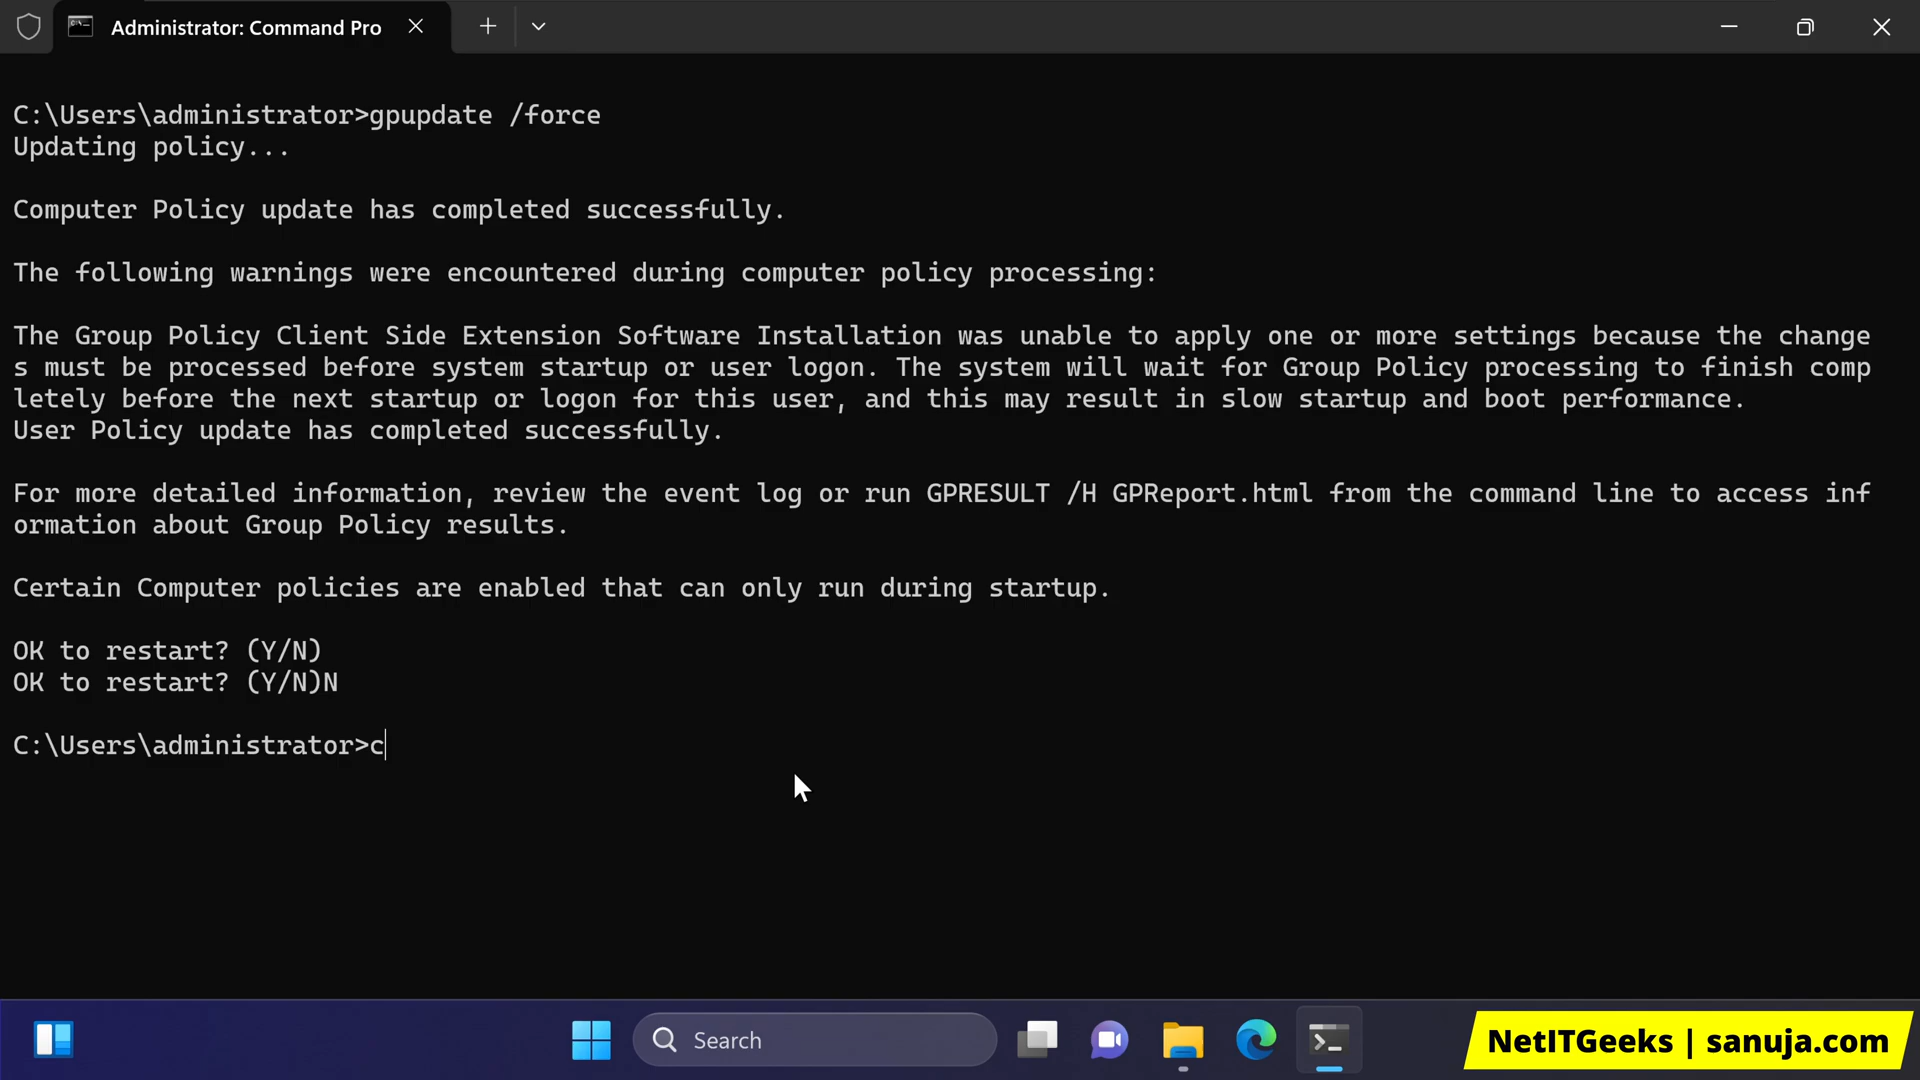 Administrator: Command Pro
C:\Users\administrator>gpupdate /force
Updating policy...
Computer Policy update has completed successfully.
The following warnings were encountered during computer policy processing:
The Group Policy Client Side Extension Software Installation was unable to apply one or more settings because the change
s must be processed before system startup or user logon. The system will wait for Group Policy processing to finish comp
letely before the next startup or logon for this user, and this may result in slow startup and boot performance.
User Policy update has completed successfully.
For more detailed information, review the event log or run GPRESULT /H GPReport.html from the command line to access inf
ormation about Group Policy results.
Certain Computer policies are enabled that can only run during startup.
OK to restart? (Y/N)
OK to restart? (Y/N)N
C:\Users\administrator>c
Search
NetITGeeks | sanuja.com